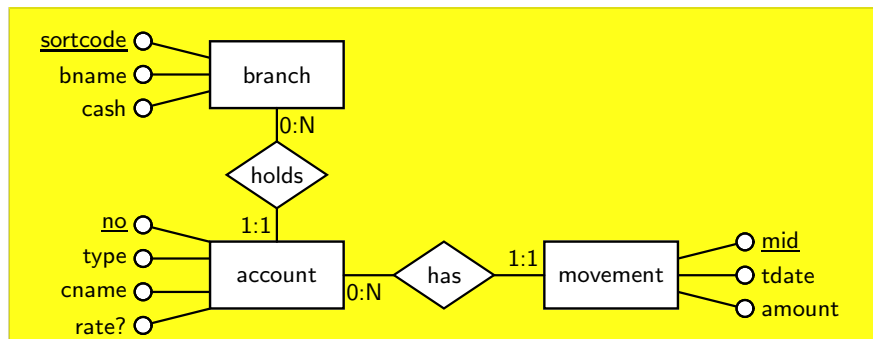 sortcode
bname
cash
branch
0:N
holds
1:1
no
type
cname
rate?
account
0:N
has
1:1
movement
mid
tdate
amount